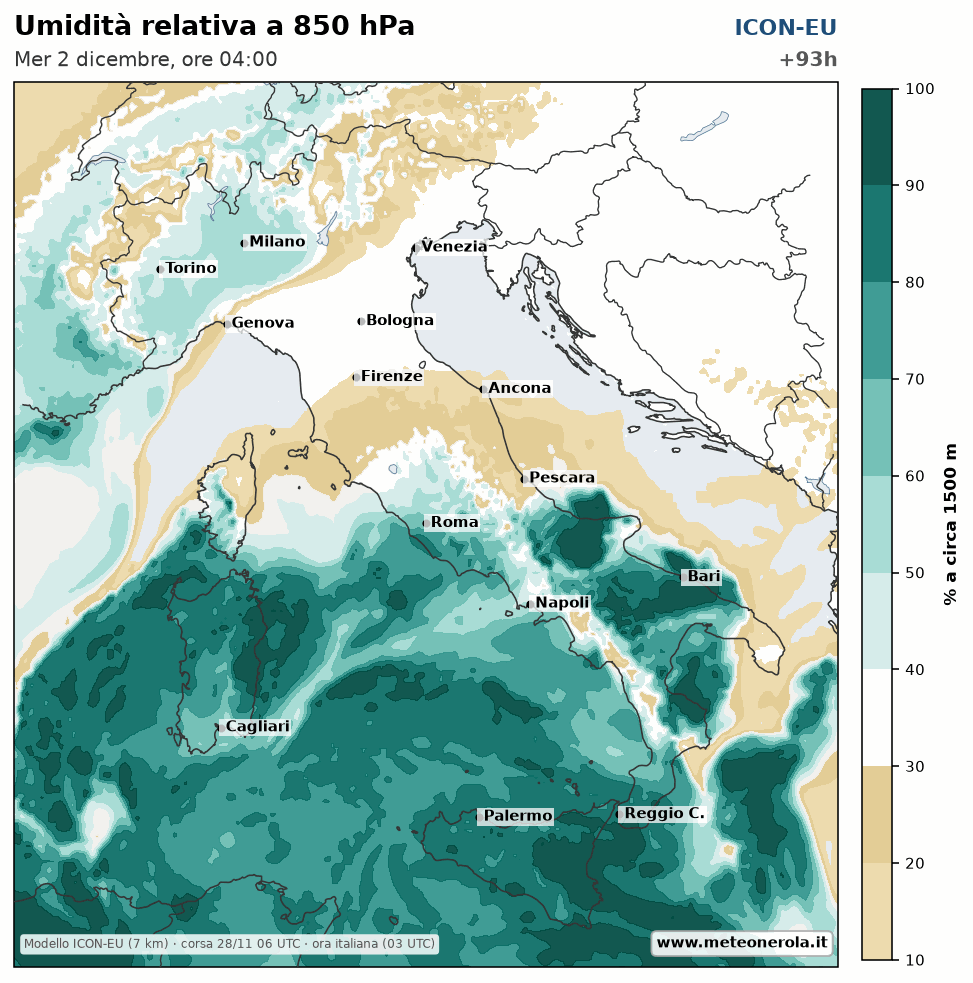 Umidità relativa a 850 hPa
ICON-EU
Mer 2 dicembre, ore 04:00
+93h
100
90
80
70
60
50
40
30
20
10
% a circa 1500 m
Milano
Venezia
Torino
Genova
Bologna
Firenze
Ancona
Pescara
Roma
Bari
Napoli
Cagliari
Palermo
Reggio C.
Modello ICON-EU (7 km) · corsa 28/11 06 UTC · ora italiana (03 UTC)
www.meteonerola.it